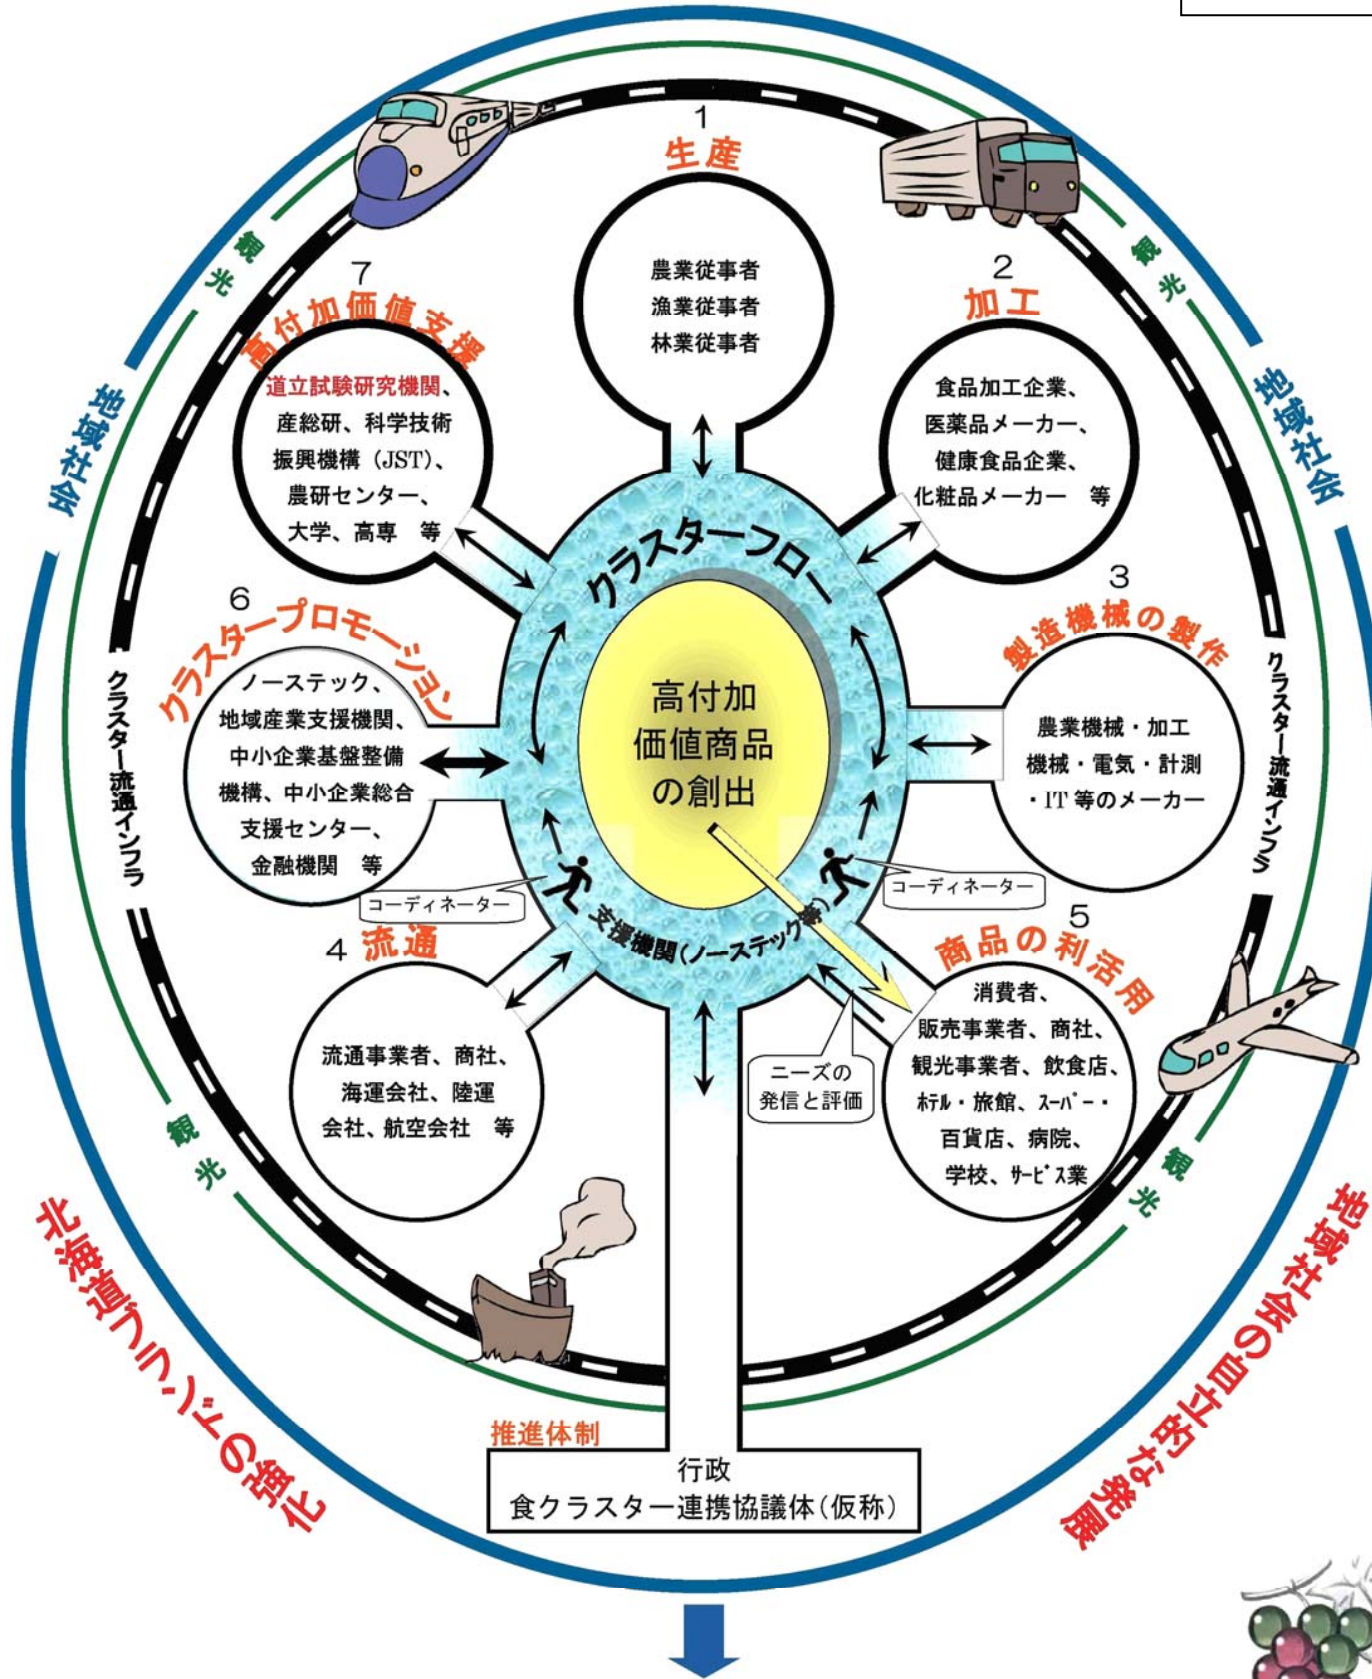 1
生産
農業従事者
漁業従事者
林業従事者
2
加工
食品加工企業、
医薬品メーカー、
健康食品企業、
化粧品メーカー 等
3
製造機械の製作
農業機械・加工
機械・電気・計測
・IT 等のメーカー
7
高付加価値支援
道立試験研究機関、
産総研、科学技術
振興機構（JST）、
農研センター、
大学、高専 等
6
クラスタープロモーション
ノーステック、
地域産業支援機関、
中小企業基盤整備
機構、中小企業総合
支援センター、
金融機関 等
4
流通
流通事業者、商社、
海運会社、陸運
会社、航空会社 等
5
商品の利活用
消費者、
販売事業者、商社、
観光事業者、飲食店、
ﾎﾃﾙ・旅館、ｽｰﾊﾟｰ・
百貨店、病院、
学校、ｻｰﾋﾞｽ業
クラスターフロー
高付加
価値商品
の創出
コーディネーター
コーディネーター
支援機関（ノーステック等）
ニーズの
発信と評価
観光
観光
観光
観光
地域社会
地域社会
クラスター流通インフラ
クラスター流通インフラ
北海道ブランドの強化
地域社会の自立的な発展
推進体制
行政
食クラスター連携協議体（仮称）